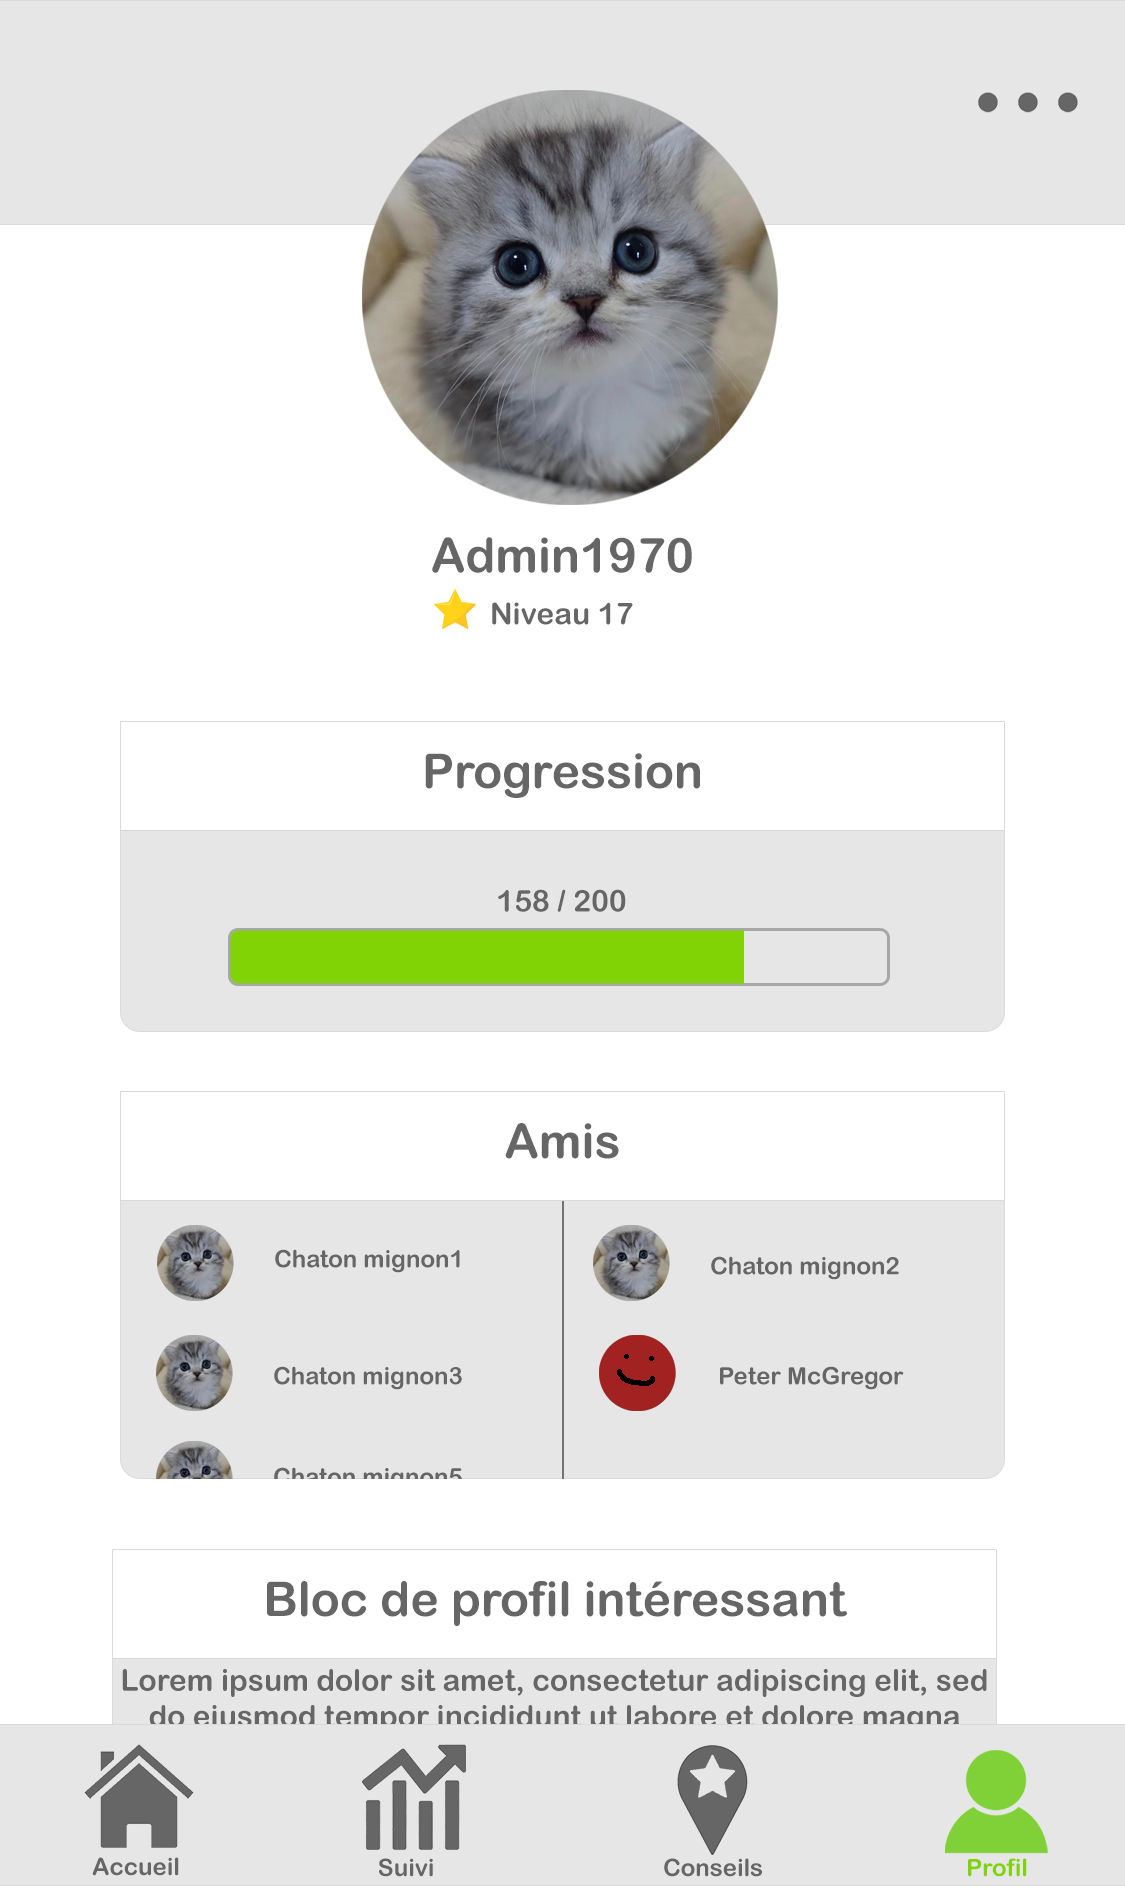 Admin1970
Niveau 17
Progression
158 / 200
Amis
Chaton mignon1
Chaton mignon2
Chaton mignon3
Peter McGregor
Chaton mignon5
Bloc de profil intéressant
Lorem ipsum dolor sit amet, consectetur adipiscing elit, sed
do eiusmod tempor incididunt ut labore et dolore magna
Accueil
Suivi
Conseils
Profil